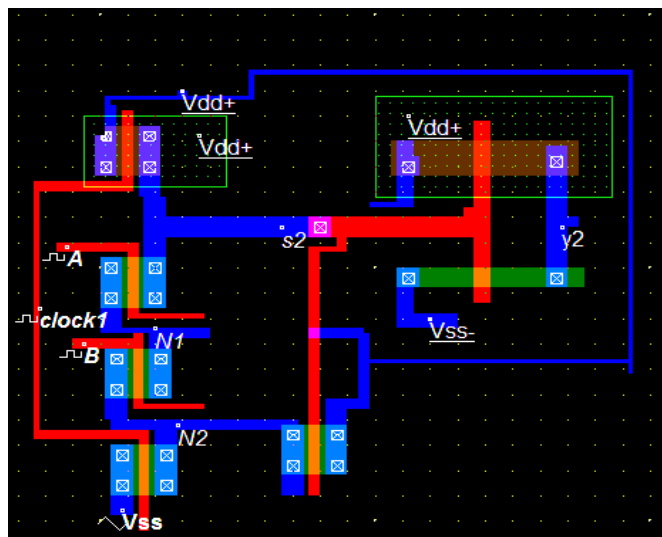 Vdd+
Vdd+
Vdd+
s2
y2
A
clock1
N1
Vss-
B
N2
Vss